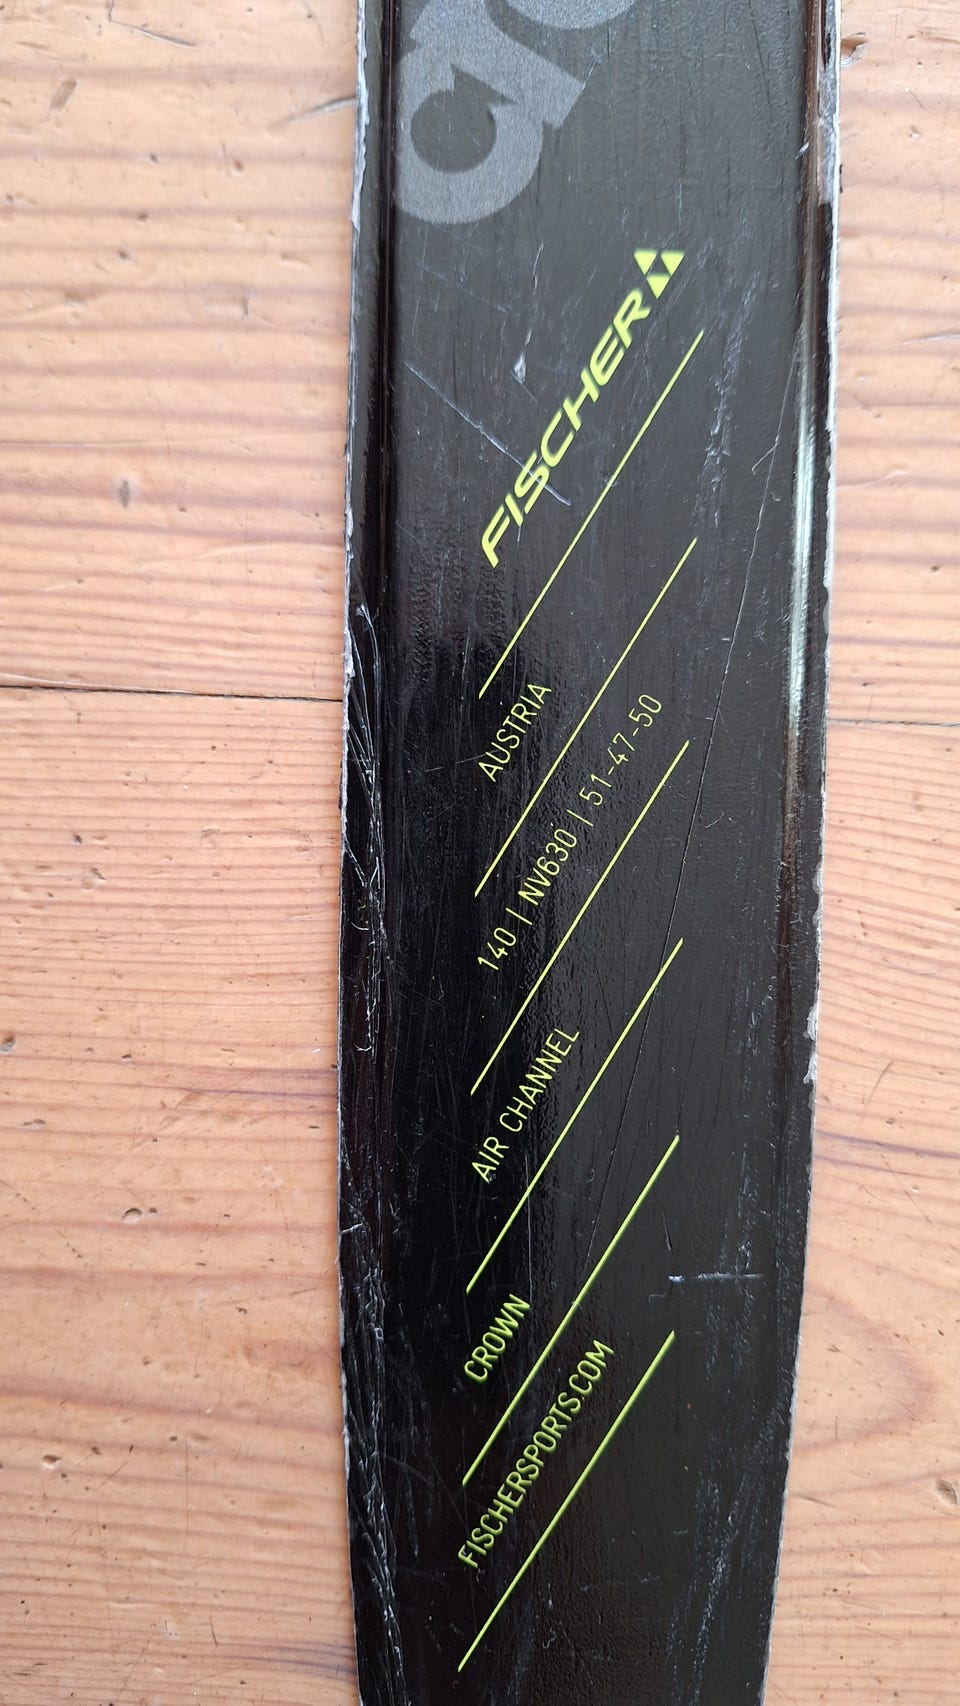 FISCHER
AUSTRIA
140 | NV630 | 51-47-50
AIR CHANNEL
CROWN
FISCHERSPORTS.COM